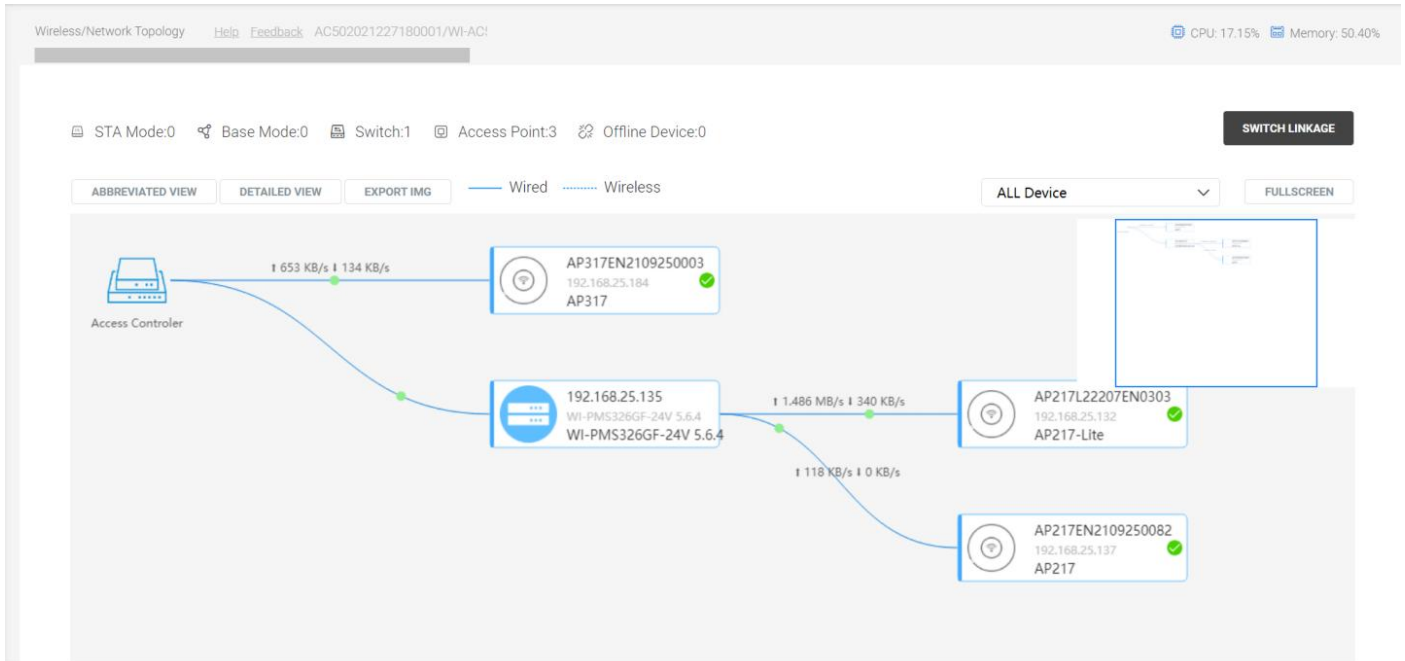 Wireless/Network Topology Help Feedback AC502021227180001/WI-AC
CPU: 17.15% Memory: 50.40%
STA Mode:0 Base Mode:0 Switch:1 Access Point:3 Offline Device:0
SWITCH LINKAGE
ABBREVIATED VIEW DETAILED VIEW EXPORT IMG Wired Wireless
ALL Device
FULLSCREEN
Access Controler
⬆ 653 KB/s ⬇ 134 KB/s
AP317EN2109250003
192.168.25.184
AP317
192.168.25.135
WI-PMS326GF-24V 5.6.4
WI-PMS326GF-24V 5.6.4
⬆ 1.486 MB/s ⬇ 340 KB/s
AP217L22207EN0303
192.168.25.132
AP217-Lite
⬆ 118 KB/s ⬇ 0 KB/s
AP217EN2109250082
192.168.25.137
AP217